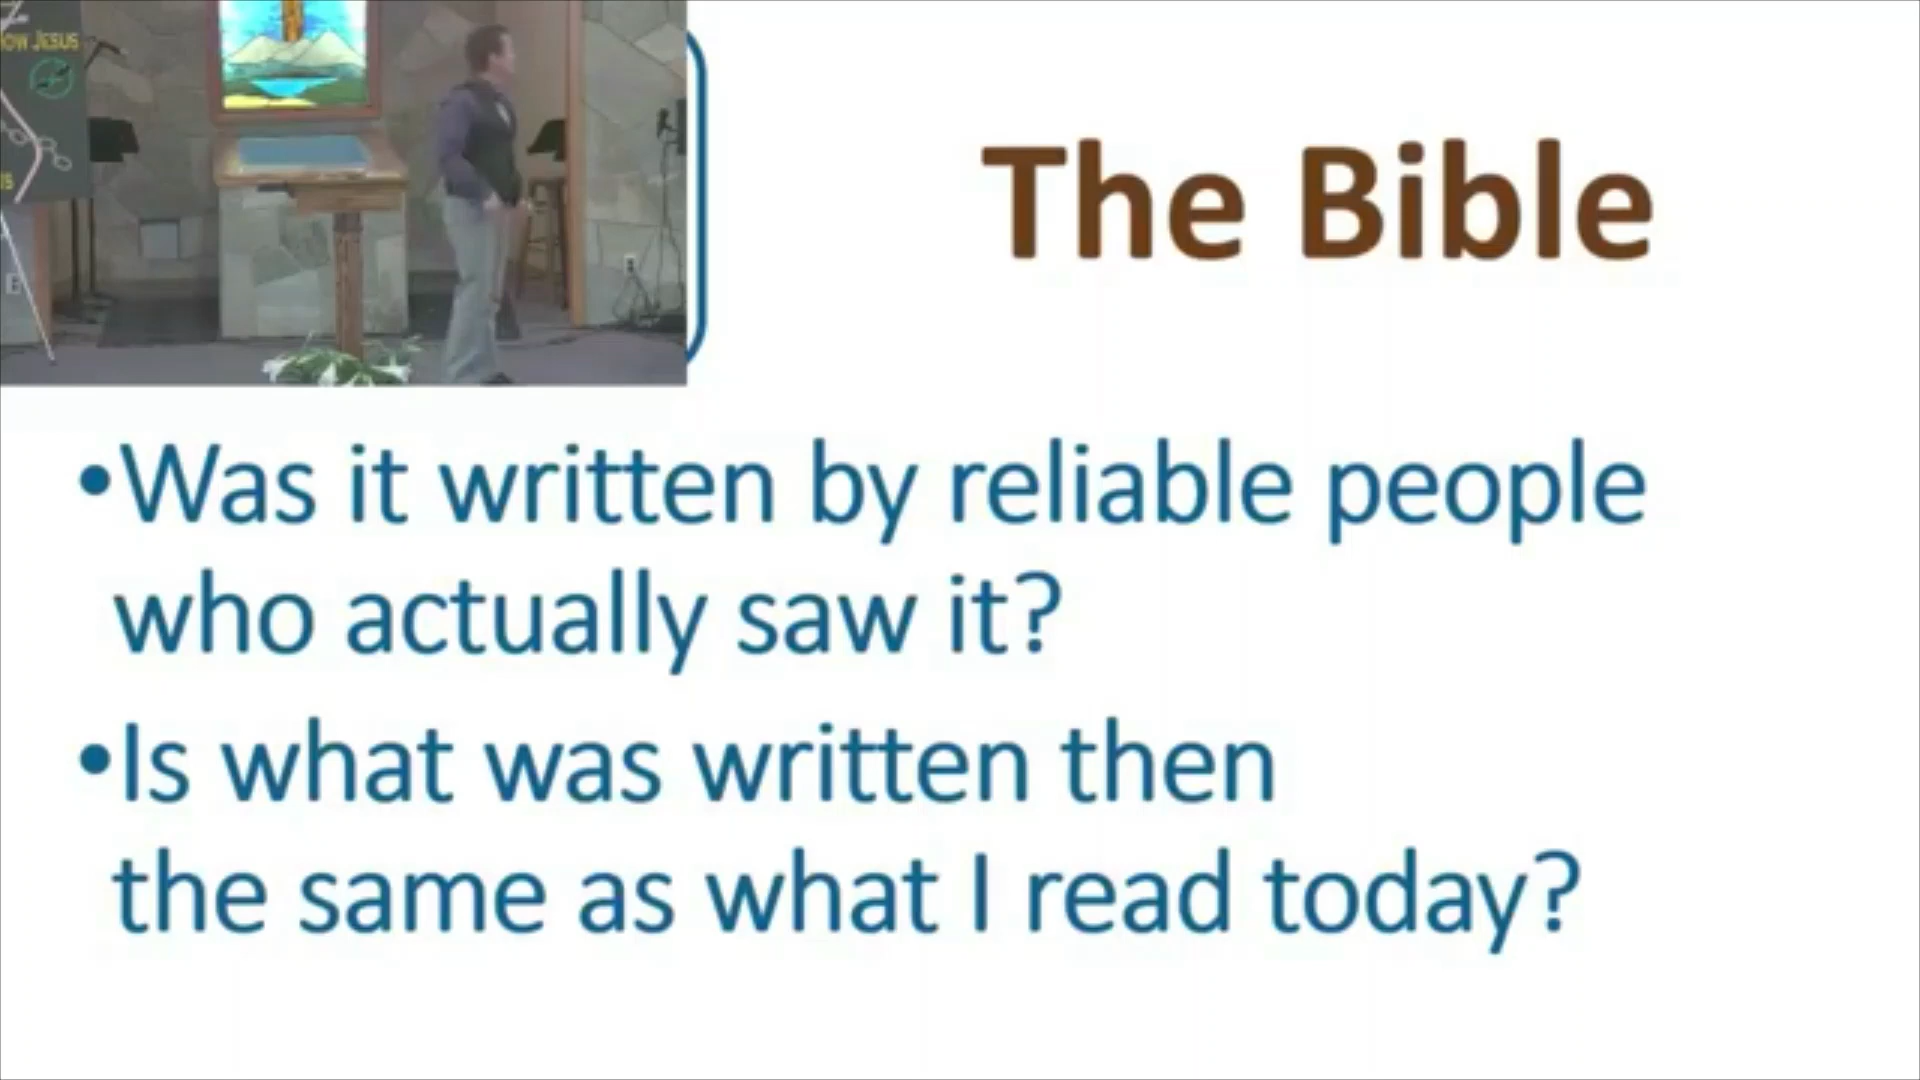 JESUS
The Bible
•Was it written by reliable people
who actually saw it?
•Is what was written then
the same as what I read today?